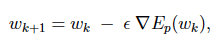 w_{k+1} = w_k − ϵ ∇E_p(w_k),